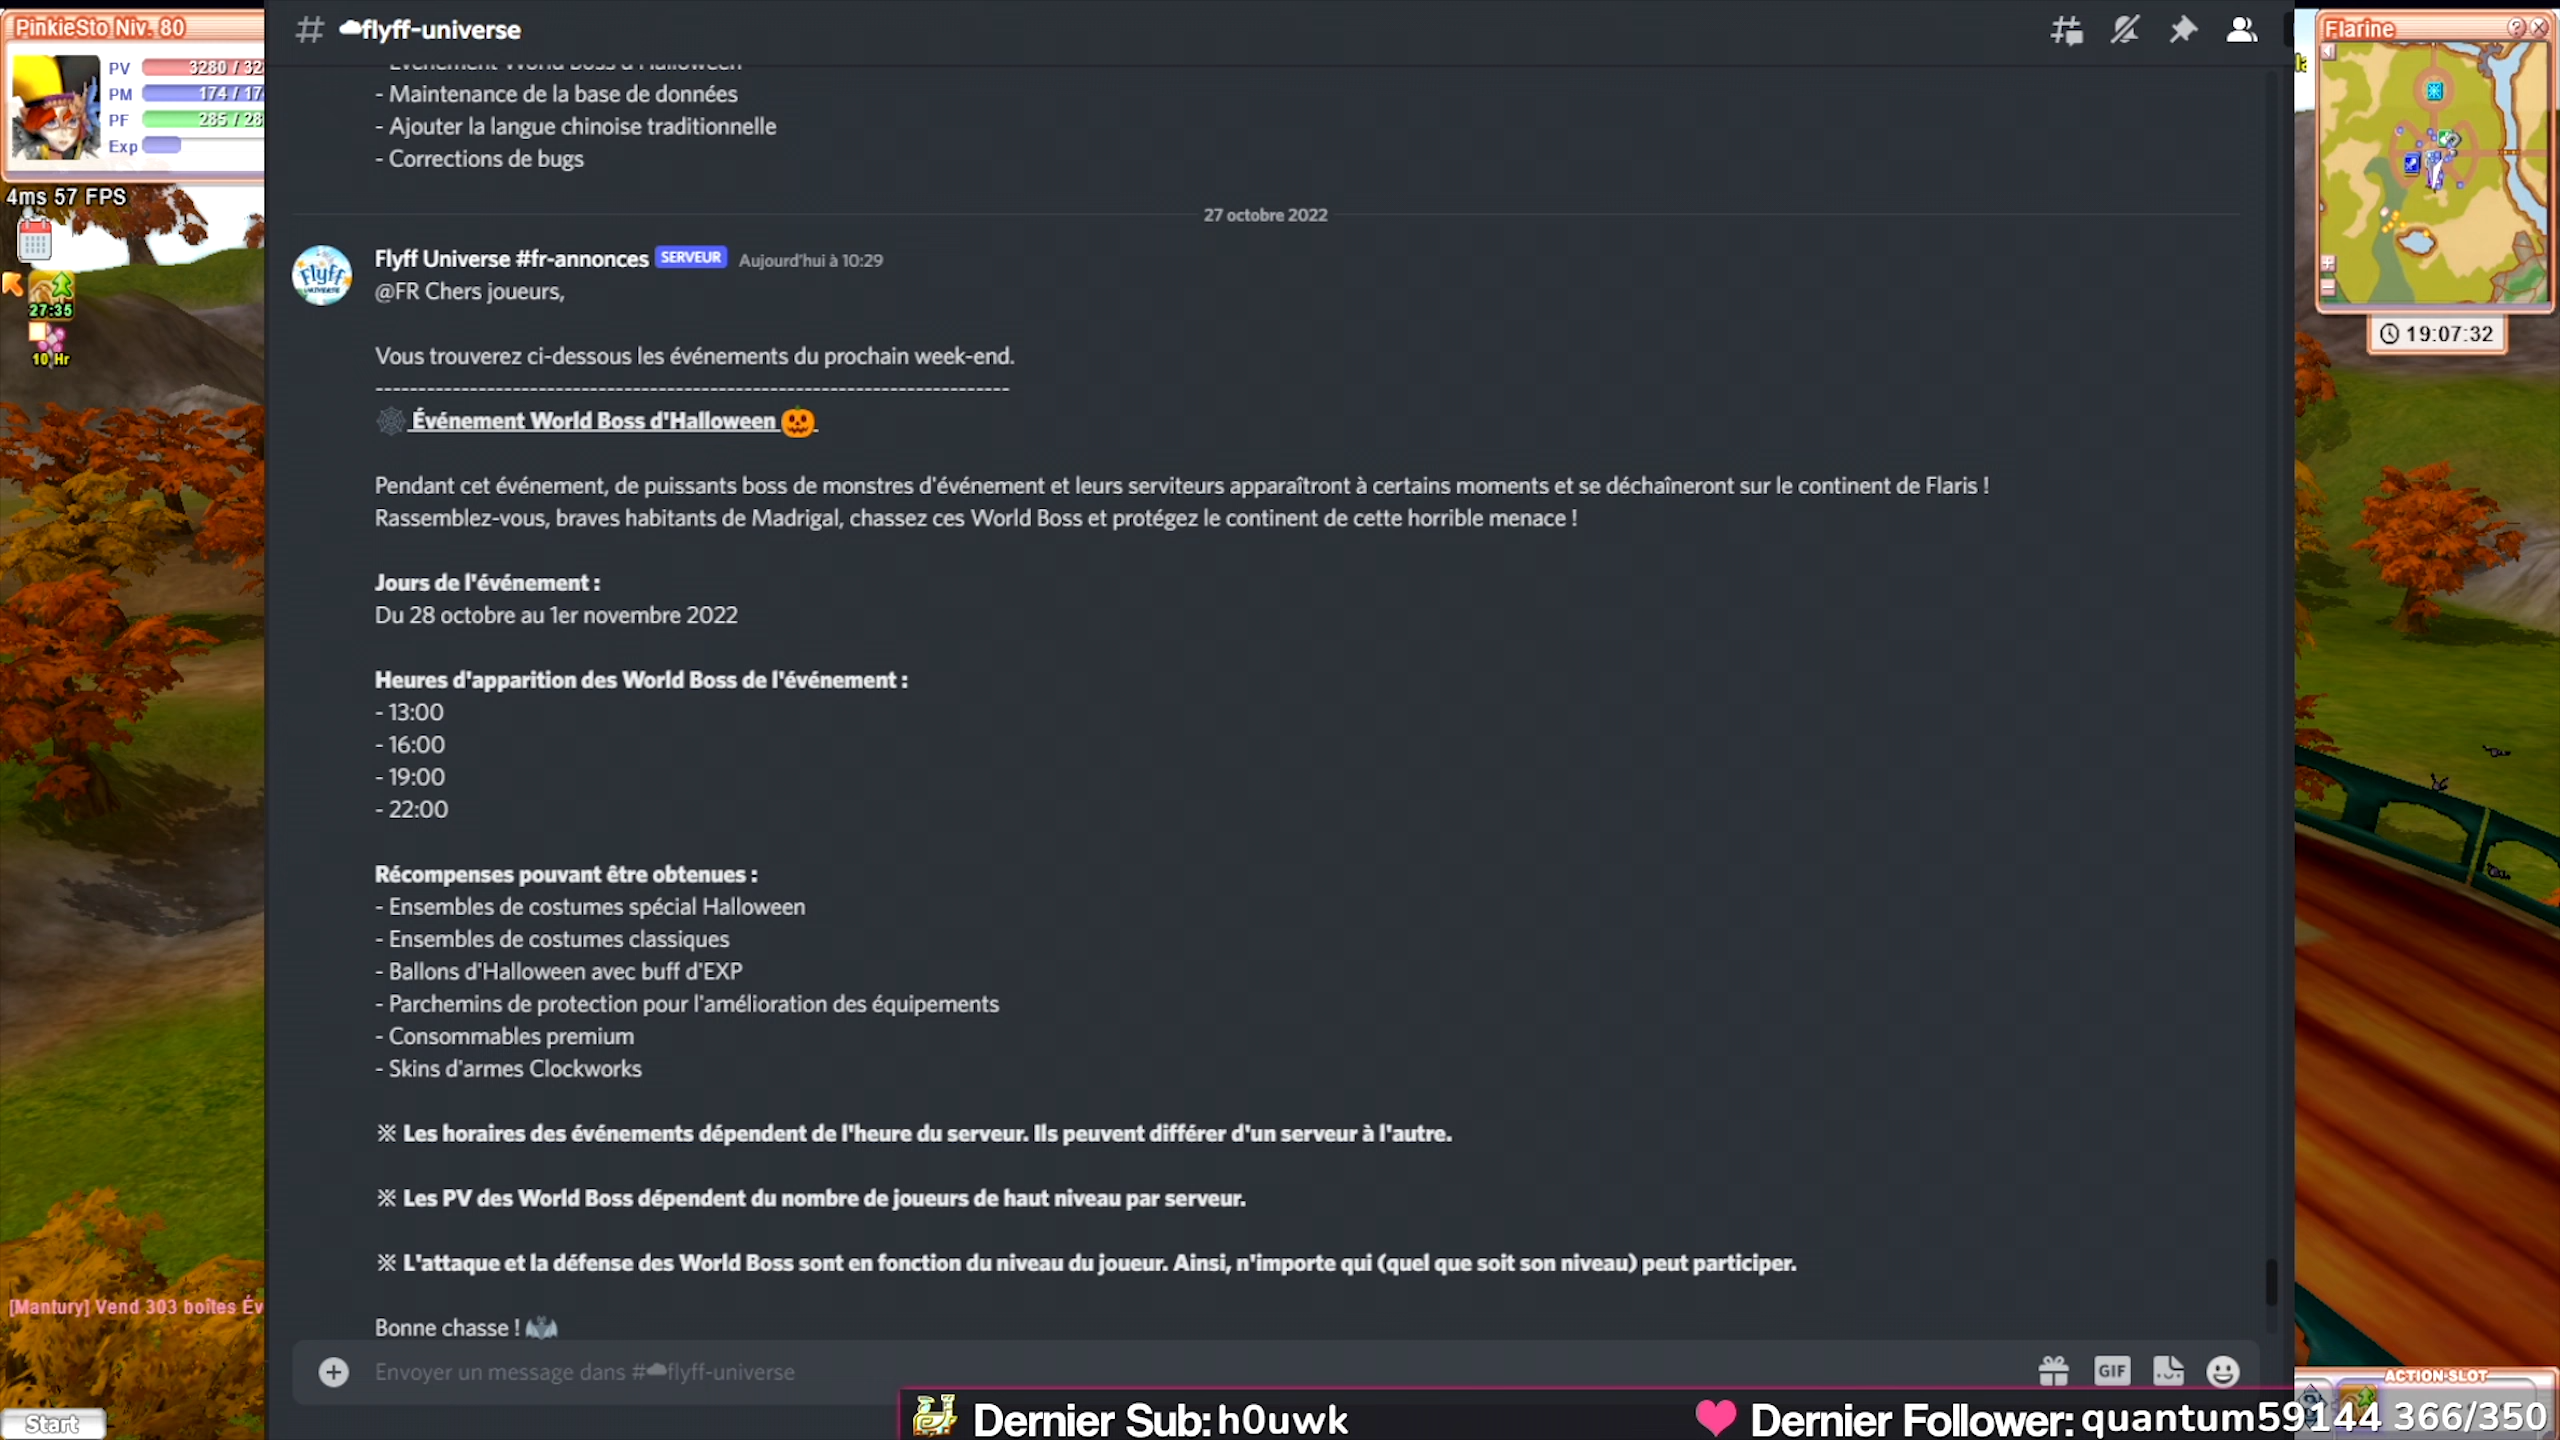 PinkieSto Niv. 80
PV 3280 / 32
PM 174 / 17
PF 285 / 28
Exp
4ms 57 FPS
27:35
10 Hr
[Mantury] Vend 303 boîtes Év
Start
# flyff-universe
- Événement World Boss d'Halloween
- Maintenance de la base de données
- Ajouter la langue chinoise traditionnelle
- Corrections de bugs
27 octobre 2022
Flyff Universe #fr-annonces SERVEUR Aujourd'hui à 10:29
@FR Chers joueurs,
Vous trouverez ci-dessous les événements du prochain week-end.
--------------------------------------------------------------------------
🕸️ Événement World Boss d'Halloween 🎃
Pendant cet événement, de puissants boss de monstres d'événement et leurs serviteurs apparaîtront à certains moments et se déchaîneront sur le continent de Flaris !
Rassemblez-vous, braves habitants de Madrigal, chassez ces World Boss et protégez le continent de cette horrible menace !
Jours de l'événement :
Du 28 octobre au 1er novembre 2022
Heures d'apparition des World Boss de l'événement :
- 13:00
- 16:00
- 19:00
- 22:00
Récompenses pouvant être obtenues :
- Ensembles de costumes spécial Halloween
- Ensembles de costumes classiques
- Ballons d'Halloween avec buff d'EXP
- Parchemins de protection pour l'amélioration des équipements
- Consommables premium
- Skins d'armes Clockworks
※ Les horaires des événements dépendent de l'heure du serveur. Ils peuvent différer d'un serveur à l'autre.
※ Les PV des World Boss dépendent du nombre de joueurs de haut niveau par serveur.
※ L'attaque et la défense des World Boss sont en fonction du niveau du joueur. Ainsi, n'importe qui (quel que soit son niveau) peut participer.
Bonne chasse ! 🦇
Envoyer un message dans #☁flyff-universe
GIF
Flarine
19:07:32
ACTION SLOT
Dernier Sub: h0uwk
Dernier Follower: quantum59144 366/350